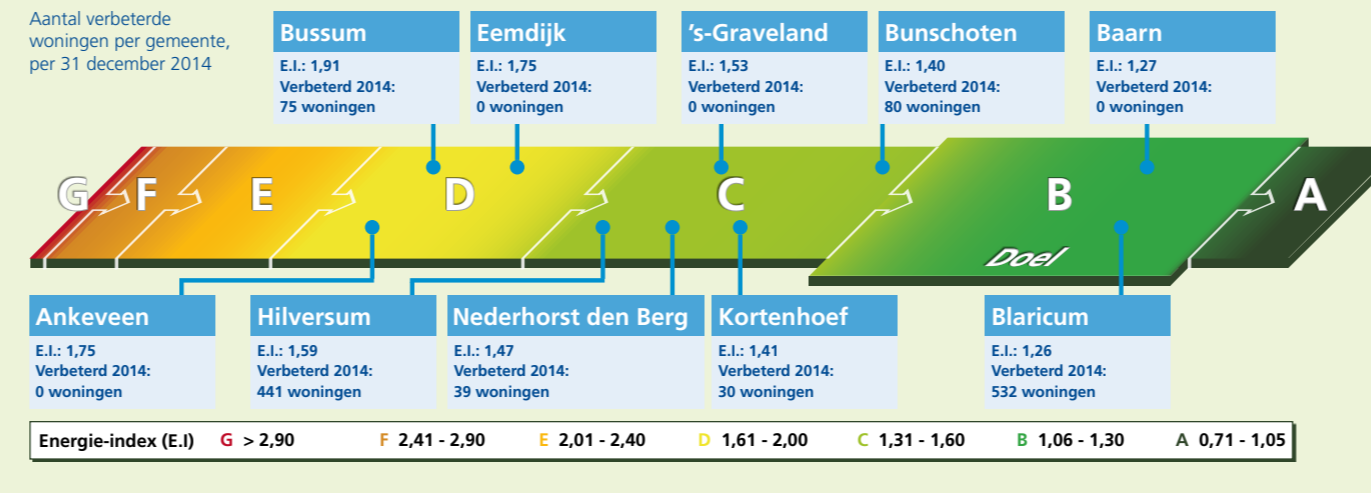 Aantal verbeterde
woningen per gemeente,
per 31 december 2014
Bussum
E.I.: 1,91
Verbeterd 2014:
75 woningen
Eemdijk
E.I.: 1,75
Verbeterd 2014:
0 woningen
’s-Graveland
E.I.: 1,53
Verbeterd 2014:
0 woningen
Bunschoten
E.I.: 1,40
Verbeterd 2014:
80 woningen
Baarn
E.I.: 1,27
Verbeterd 2014:
0 woningen
G F E D C B A
Doel
Ankeveen
E.I.: 1,75
Verbeterd 2014:
0 woningen
Hilversum
E.I.: 1,59
Verbeterd 2014:
441 woningen
Nederhorst den Berg
E.I.: 1,47
Verbeterd 2014:
39 woningen
Kortenhoef
E.I.: 1,41
Verbeterd 2014:
30 woningen
Blaricum
E.I.: 1,26
Verbeterd 2014:
532 woningen
Energie-index (E.I) G > 2,90 F 2,41 - 2,90 E 2,01 - 2,40 D 1,61 - 2,00 C 1,31 - 1,60 B 1,06 - 1,30 A 0,71 - 1,05